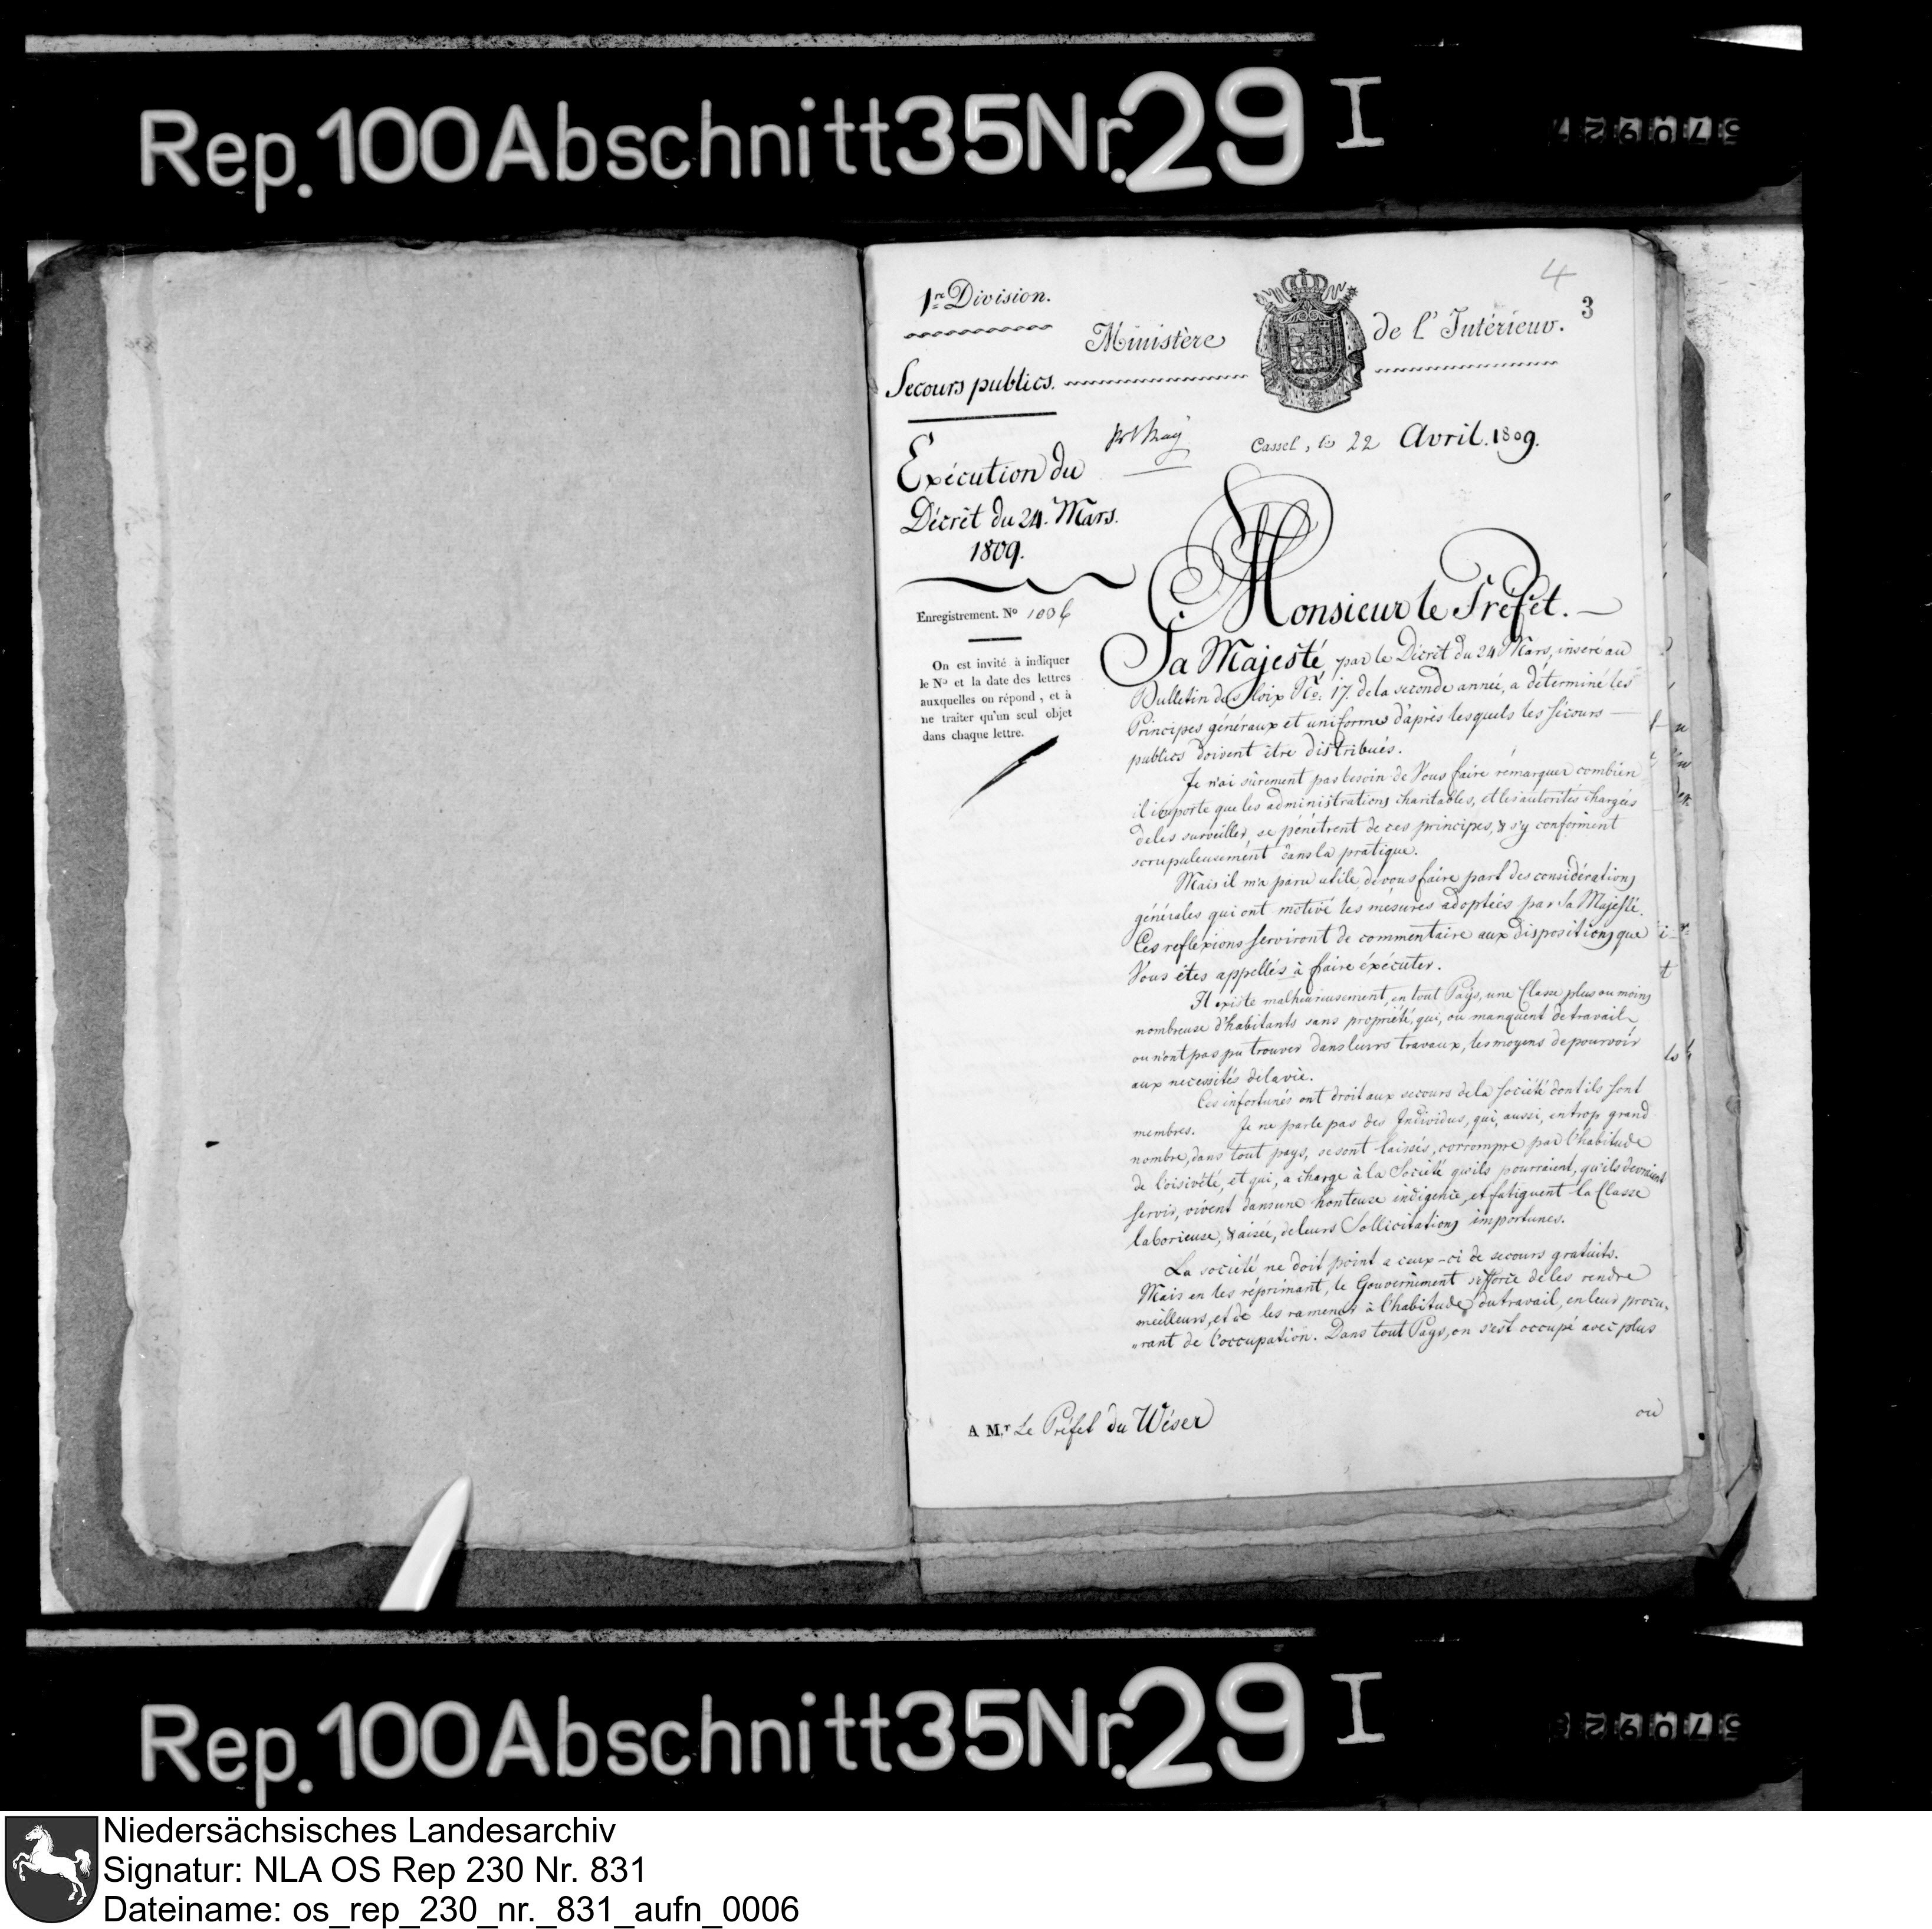 Rep. 100 Abschnitt 35 Nr. 29 I
4
3
1re Division.
Ministère de l'Intérieur.
Secours publics.
Cassel, le 22 Avril. 1809.
Exécution du
Décrèt du 24. Mars.
1809.
Enregistrement. No 1006
On est invité à indiquer
le No et la date des lettres
auxquelles on répond, et à
ne traiter qu'un seul objet
dans chaque lettre.
Monsieur le Préfèt.
Sa Majesté par le Décrèt du 24 Mars, inséré au
Bulletin des loix No. 17. de la seconde année, a déterminé les
Principes généraux et uniformes d'après lesquels les sécours
publics doivent être distribués.
Je n'ai sûrement pas besoin de Vous faire rémarquer combien
il importe que les administrations charitables, et les autorités chargées
de les surveiller, se pénétrent de ces principes, & s'y conforment
scrupuleusemént dans la pratique.
Mais il m'a paru utile, de vous faire part des considérations
générales qui ont motivé les mésures adoptées par Sa Majesté.
Ces reflexions serviront de commentaire aux dispositions que
Vous êtes appellés à faire éxécuter.
Il existe malheureusement, en tout Pays, une Classe plus ou moins
nombreuse d'habitants sans propriété, qui, ou manquent de travail
ou n'ont pas pu trouver dans leurs travaux, les moyens de pourvoir
aux necessités de la vie.
Ces infortunés ont droit aux secours de la Société dont ils sont
membres. Je ne parle pas des Individus, qui, aussi, en trop grand
nombre, dans tout pays, se sont laissés, corrompre par l'habitude
de l'oisivété, et qui, a charge à la Société qu'ils pourraient, qu'ils devraient
servir, vivent dans une honteuse indigence, et fatiguent la Classe
laborieuse, & aisée, de leurs Sollicitations importunes.
La société ne doit point a ceux-ci de secours gratuits.
Mais en les réprimant, le Gouvernement s'efforce de les rendre
meilleurs, et de les ramener à l'habitude du travail, en leur procu-
"rant de l'occupation. Dans tout Pays, on s'est occupé avec plus
ou
A Mr Le Préfet du Wéser
Rep. 100 Abschnitt 35 Nr. 29 I
Niedersächsisches Landesarchiv
Signatur: NLA OS Rep 230 Nr. 831
Dateiname: os_rep_230_nr._831_aufn_0006